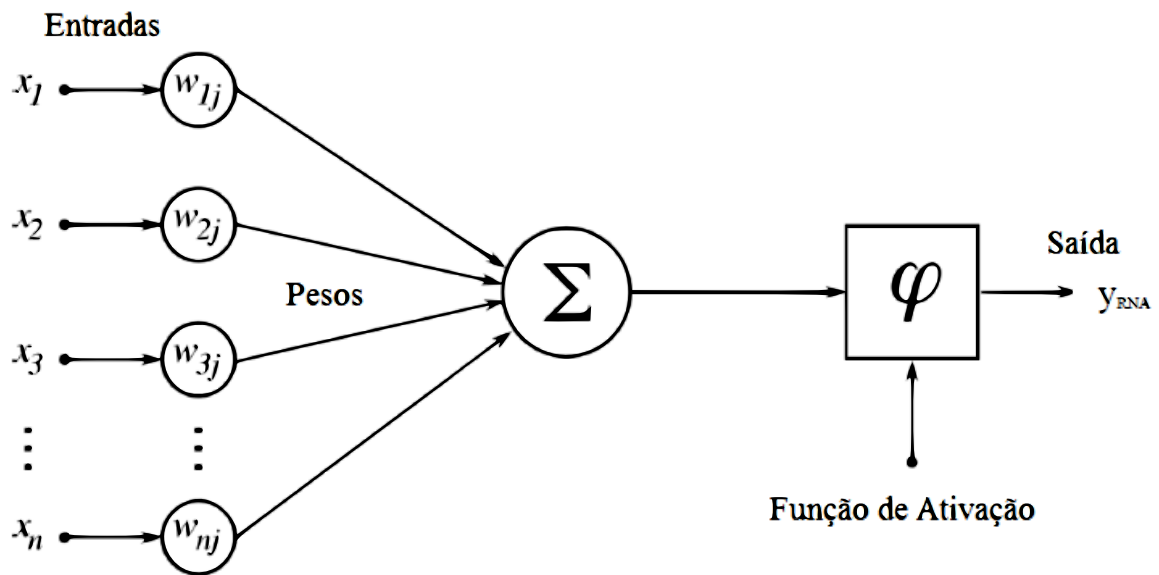 Entradas
x1 w1j
x2 w2j
Pesos
Σ
φ
Saída
yRNA
x3 w3j
⋮ ⋮
xn wnj
Função de Ativação